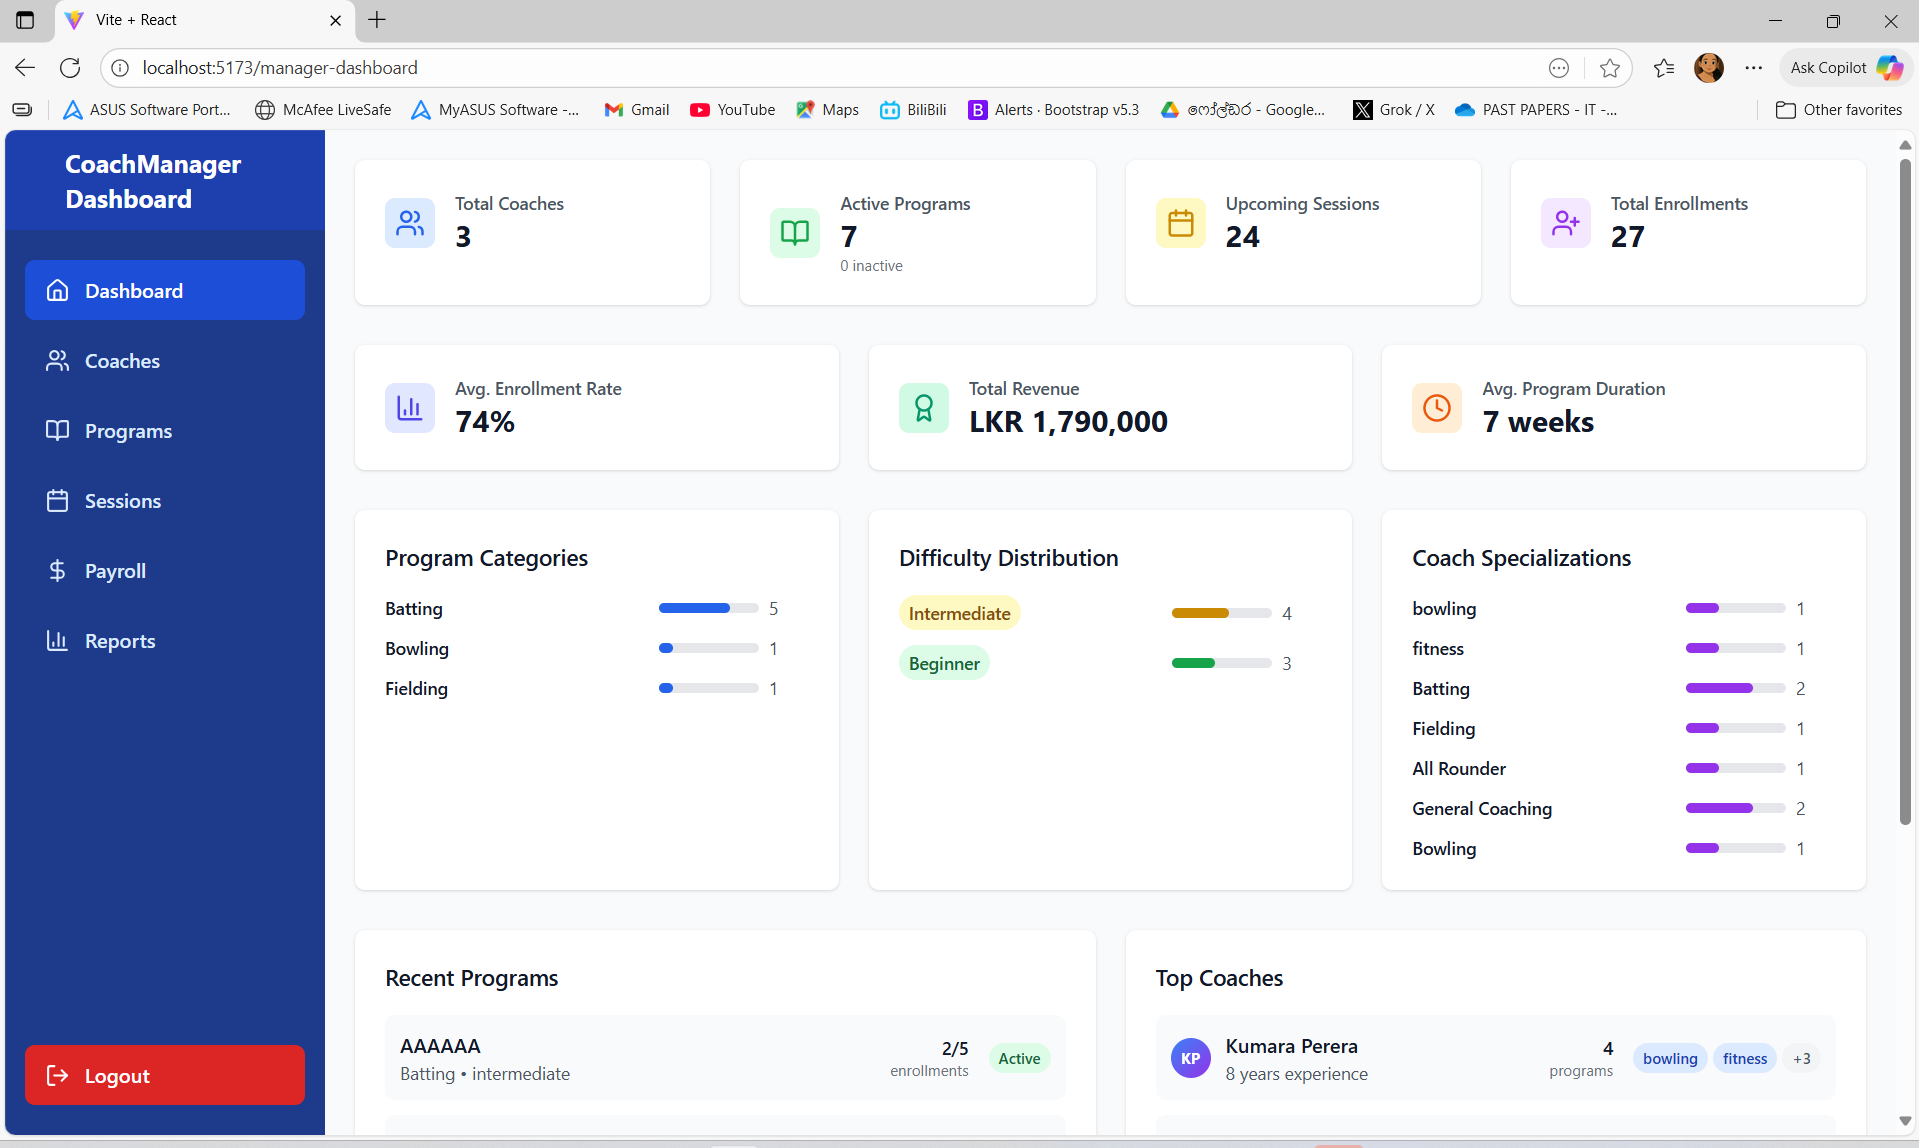 Vite + React
localhost:5173/manager-dashboard
Ask Copilot
ASUS Software Port...
McAfee LiveSafe
MyASUS Software -...
Gmail
YouTube
Maps
BiliBili
Alerts · Bootstrap v5.3
ෆෝල්ඩර - Google...
Grok / X
PAST PAPERS - IT -...
Other favorites
CoachManager
Dashboard
Dashboard
Coaches
Programs
Sessions
Payroll
Reports
Logout
Total Coaches
3
Active Programs
7
0 inactive
Upcoming Sessions
24
Total Enrollments
27
Avg. Enrollment Rate
74%
Total Revenue
LKR 1,790,000
Avg. Program Duration
7 weeks
Program Categories
Batting 5
Bowling 1
Fielding 1
Difficulty Distribution
Intermediate 4
Beginner 3
Coach Specializations
bowling 1
fitness 1
Batting 2
Fielding 1
All Rounder 1
General Coaching 2
Bowling 1
Recent Programs
AAAAAA
Batting • intermediate
2/5
enrollments
Active
Top Coaches
KP
Kumara Perera
8 years experience
4
programs
bowling
fitness
+3